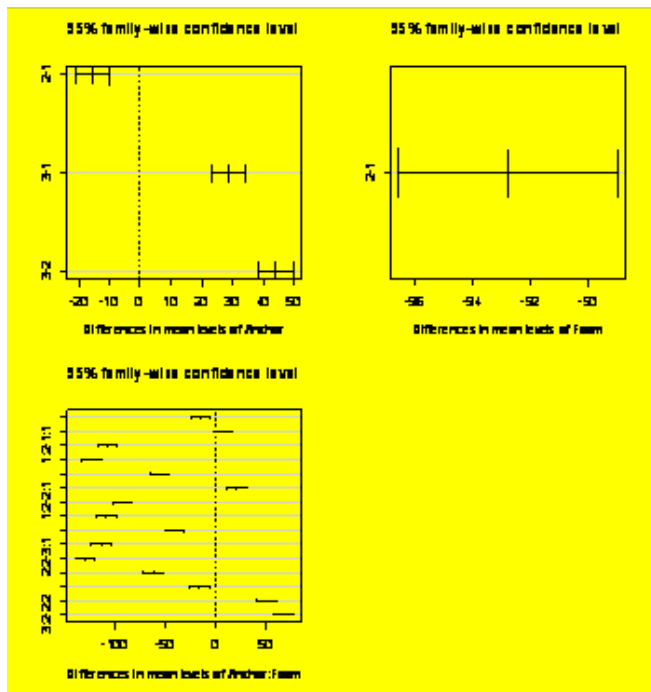 95% family-wise confidence level
95% family-wise confidence level
2-1
3-1
3-2
-20 -10 0 10 20 30 40 50
Differences in mean levels of Anchor
2-1
-96 -94 -92 -90
Differences in mean levels of Foam
95% family-wise confidence level
1:2-1:1
1:2-2:1
2:2-3:1
3:2-2:2
-100 -50 0 50
Differences in mean levels of Anchor:Foam